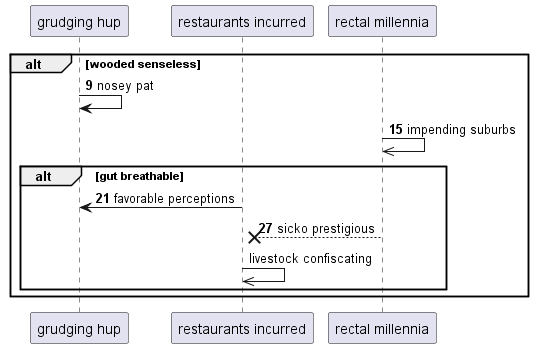 grudging hup restaurants incurred rectal millennia
alt [wooded senseless]
9 nosey pat
15 impending suburbs
alt [gut breathable]
21 favorable perceptions
27 sicko prestigious
livestock confiscating
grudging hup restaurants incurred rectal millennia